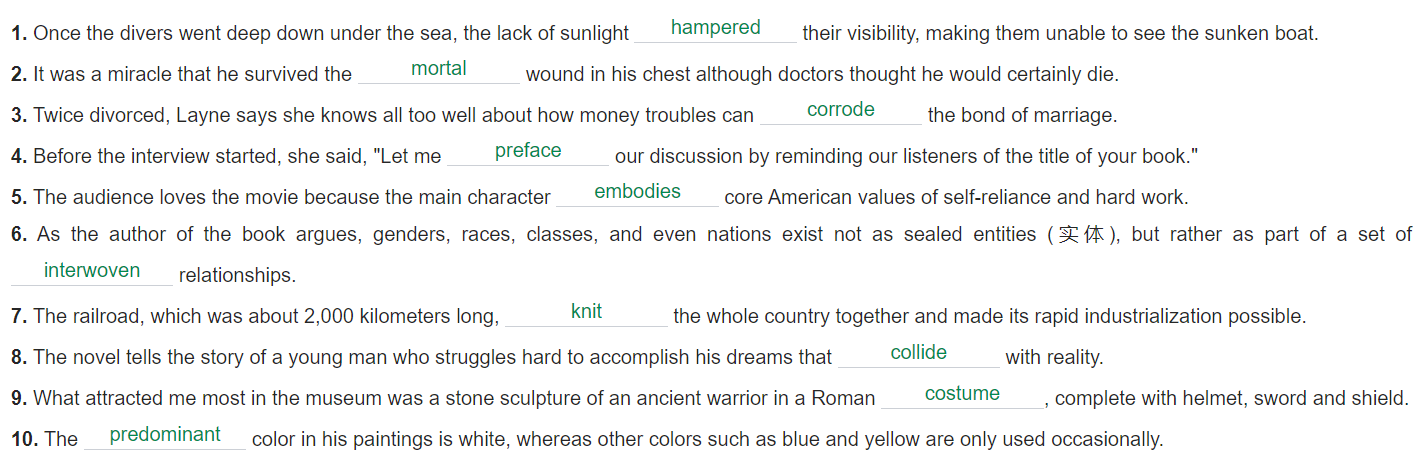 1. Once the divers went deep down under the sea, the lack of sunlight hampered their visibility, making them unable to see the sunken boat.
2. It was a miracle that he survived the mortal wound in his chest although doctors thought he would certainly die.
3. Twice divorced, Layne says she knows all too well about how money troubles can corrode the bond of marriage.
4. Before the interview started, she said, "Let me preface our discussion by reminding our listeners of the title of your book."
5. The audience loves the movie because the main character embodies core American values of self-reliance and hard work.
6. As the author of the book argues, genders, races, classes, and even nations exist not as sealed entities (实体), but rather as part of a set of
interwoven relationships.
7. The railroad, which was about 2,000 kilometers long, knit the whole country together and made its rapid industrialization possible.
8. The novel tells the story of a young man who struggles hard to accomplish his dreams that collide with reality.
9. What attracted me most in the museum was a stone sculpture of an ancient warrior in a Roman costume, complete with helmet, sword and shield.
10. The predominant color in his paintings is white, whereas other colors such as blue and yellow are only used occasionally.